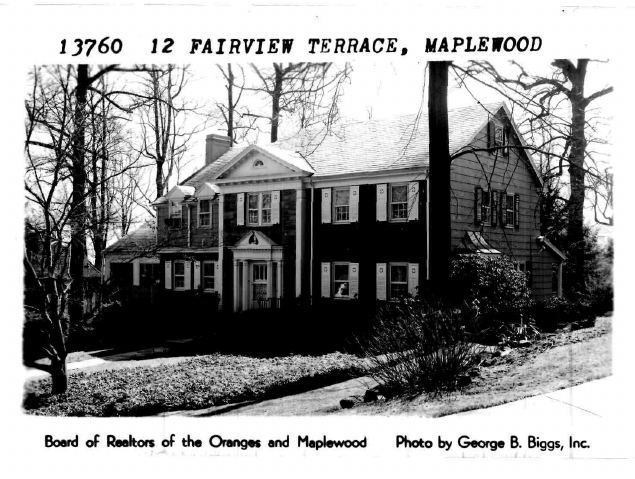 13760 12 FAIRVIEW TERRACE, MAPLEWOOD
Board of Realtors of the Oranges and Maplewood Photo by George B. Biggs, Inc.